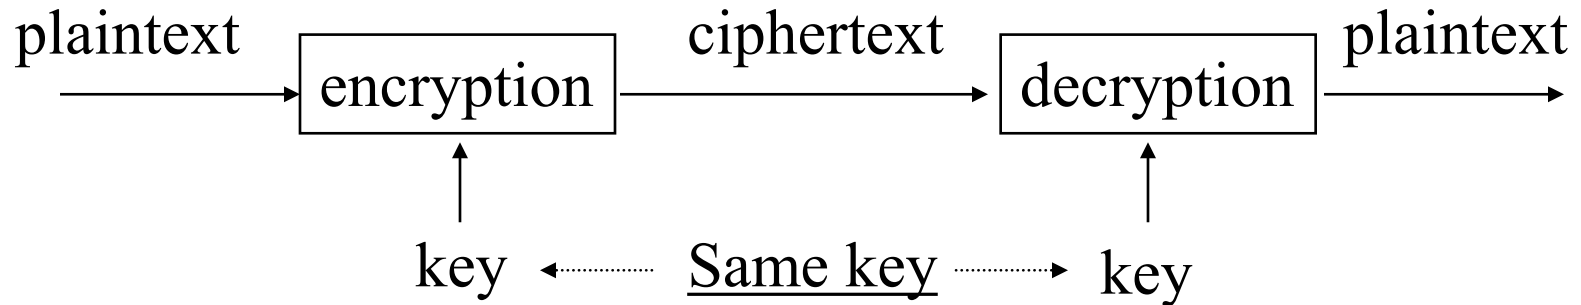 plaintext ciphertext plaintext
encryption decryption
key Same key key